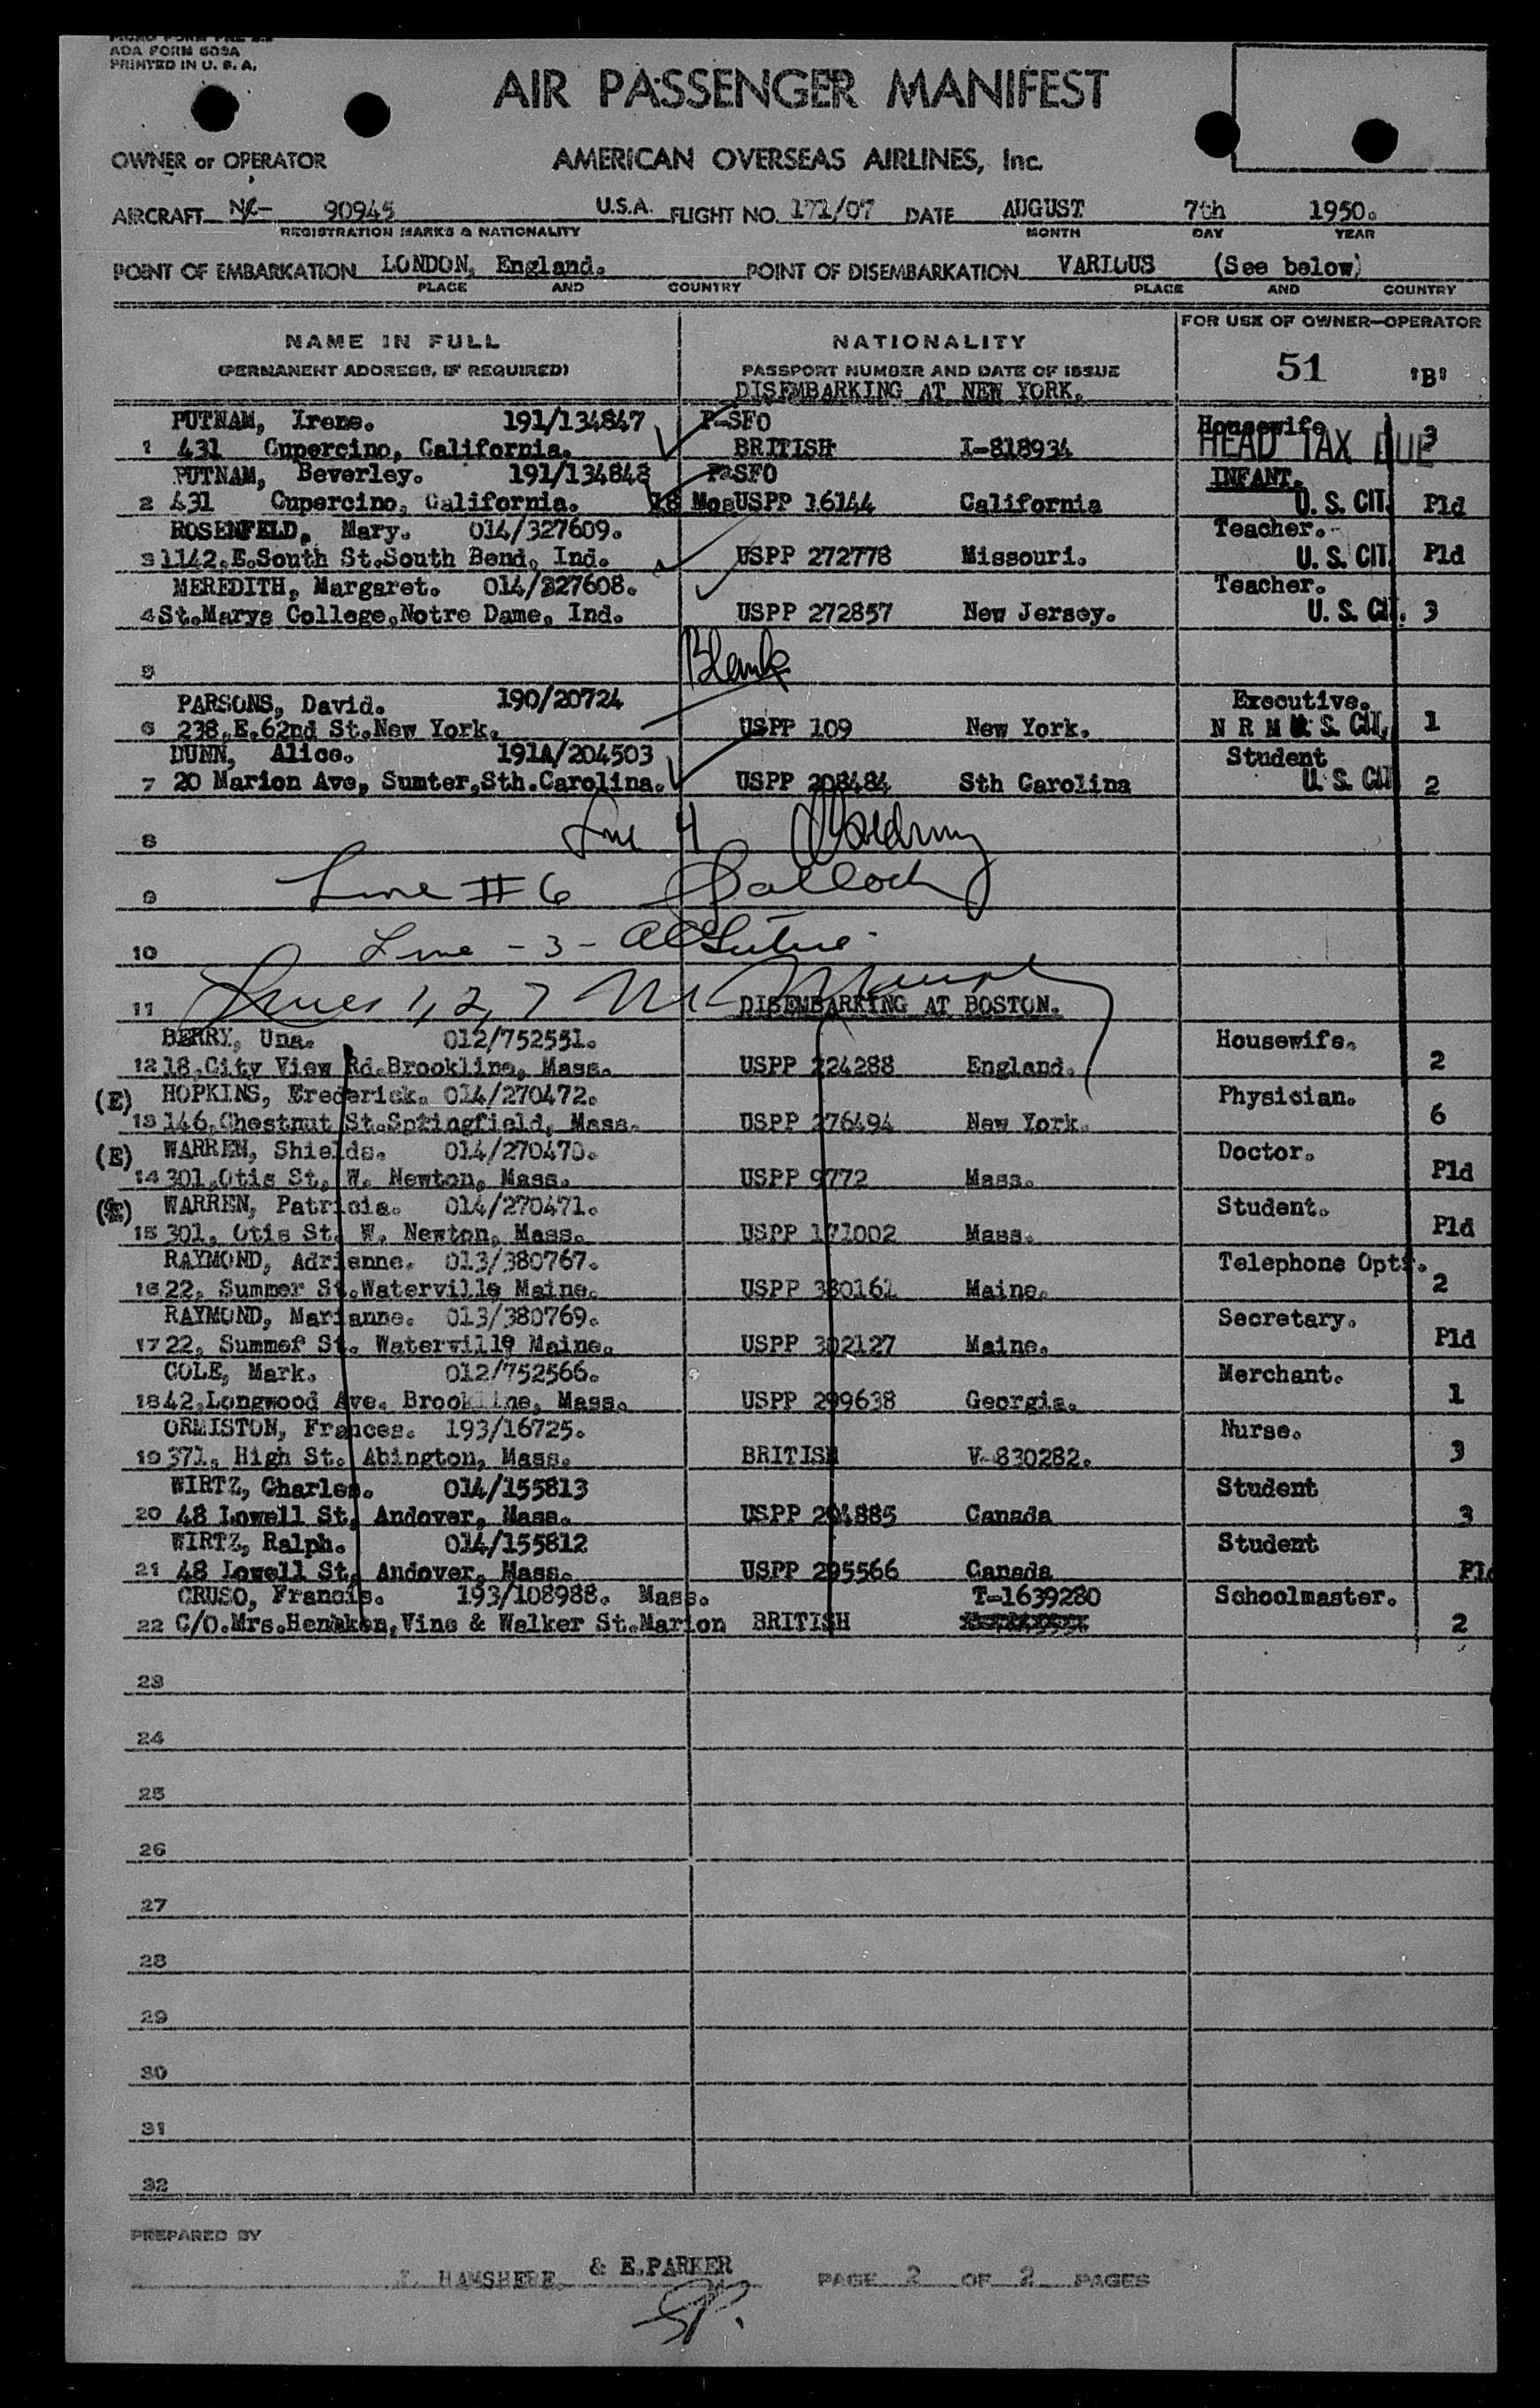 AOA FORM 609A
PRINTED IN U. S. A.
AIR PASSENGER MANIFEST
OWNER or OPERATOR AMERICAN OVERSEAS AIRLINES, Inc.
AIRCRAFT 90945 U.S.A. FLIGHT NO. 171/07 DATE AUGUST 7th 1950.
REGISTRATION MARKS & NATIONALITY MONTH DAY YEAR
POINT OF EMBARKATION LONDON, England. POINT OF DISEMBARKATION VARIOUS (See below)
PLACE AND COUNTRY PLACE AND COUNTRY
NAME IN FULL NATIONALITY FOR USE OF OWNER—OPERATOR
(PERMANENT ADDRESS, IF REQUIRED) PASSPORT NUMBER AND DATE OF ISSUE 51 "B"
DISEMBARKING AT NEW YORK.
PUTNAM, Irene. 191/134847 P-SFO Housewife
1 431 Cupercino, California. BRITISH I-818934 HEAD TAX DUE 3
PUTNAM, Beverley. 191/134848 P-SFO INFANT.
2 431 Cupercino, California. 18 Mos USPP 16144 California U. S. CIT. Pld
ROSENFELD, Mary. 014/327609. Teacher.
3 1142,E.South St.South Bend, Ind. USPP 272778 Missouri. U. S. CIT. Pld
MEREDITH, Margaret. 014/327608. Teacher.
4 St.Marys College,Notre Dame, Ind. USPP 272857 New Jersey. U. S. CIT. 3
5 Blank
PARSONS, David. 190/20724 Executive.
6 238,E.62nd St.New York. USPP 109 New York. N R M U. S. CIT. 1
DUNN, Alice. 191A/204503 Student
7 20 Marion Ave, Sumter,Sth.Carolina. USPP 208484 Sth Carolina U. S. CIT 2
8 Line 4
9 Line # 6
10 Line - 3 -
11 Lines 1, 2, 7 DISEMBARKING AT BOSTON.
BERRY, Una. 012/752551. Housewife.
12 18,City View Rd.Brookline, Mass. USPP 224288 England. 2
(E) HOPKINS, Frederick. 014/270472. Physician.
13 146,Chestnut St.Springfield, Mass. USPP 276494 New York. 6
(E) WARREN, Shields. 014/270470. Doctor.
14 301,Otis St, W. Newton, Mass. USPP 9772 Mass. Pld
(E) WARREN, Patricia. 014/270471. Student.
15 301, Otis St. W. Newton, Mass. USPP 171002 Mass. Pld
RAYMOND, Adrienne. 013/380767. Telephone Optr.
16 22, Summer St.Waterville Maine. USPP 380161 Maine. 2
RAYMOND, Marianne. 013/380769. Secretary.
17 22, Summer St. Waterville Maine. USPP 302127 Maine. Pld
COLE, Mark. 012/752566. Merchant.
18 42,Longwood Ave. Brookline, Mass. USPP 299638 Georgia. 1
ORMISTON, Frances. 193/16725. Nurse.
19 371, High St. Abington, Mass. BRITISH V-830282. 3
WIRTZ, Charles. 014/155813 Student
20 48 Lowell St, Andover, Mass. USPP 294885 Canada 3
WIRTZ, Ralph. 014/155812 Student
21 48 Lowell St, Andover, Mass. USPP 295566 Canada Pld
CRUSO, Francis. 193/108988. Mass. T-1639280 Schoolmaster.
22 C/O.Mrs. Vine & Walker St.Marion BRITISH 2
23
24
25
26
27
28
29
30
31
32
PREPARED BY
HAMSHERE & E.PARKER PAGE 2 OF 2 PAGES